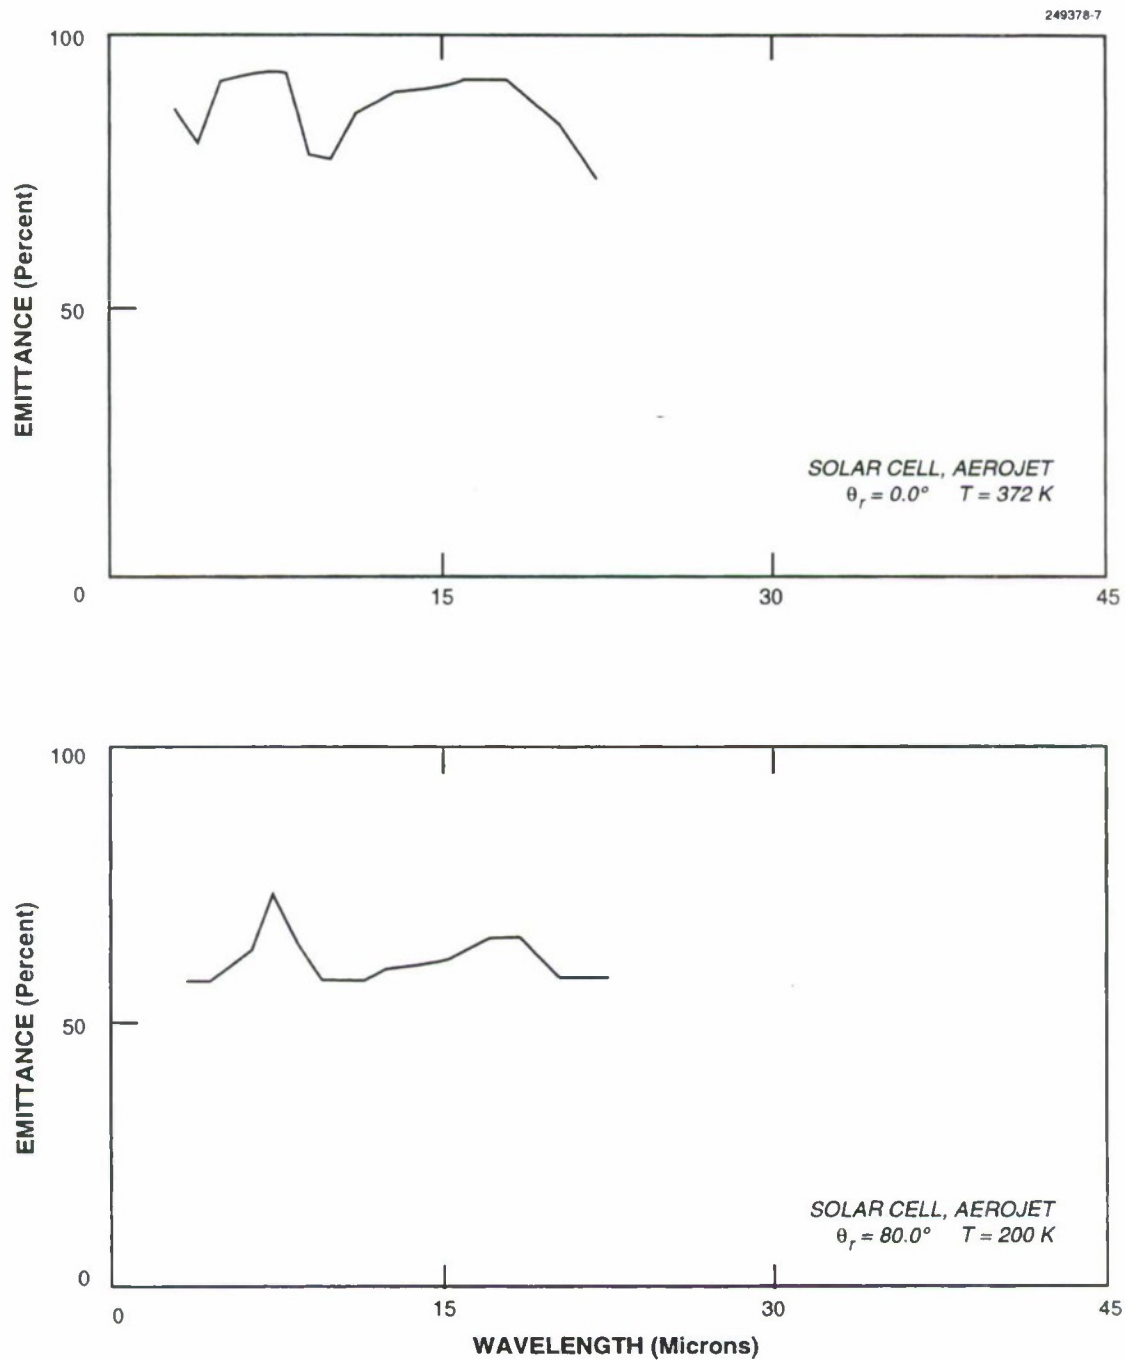 249378-7
100
50
0
EMITTANCE (Percent)
SOLAR CELL, AEROJET
θr = 0.0° T = 372 K
15 30 45
100
50
0
EMITTANCE (Percent)
SOLAR CELL, AEROJET
θr = 80.0° T = 200 K
0 15 30 45
WAVELENGTH (Microns)